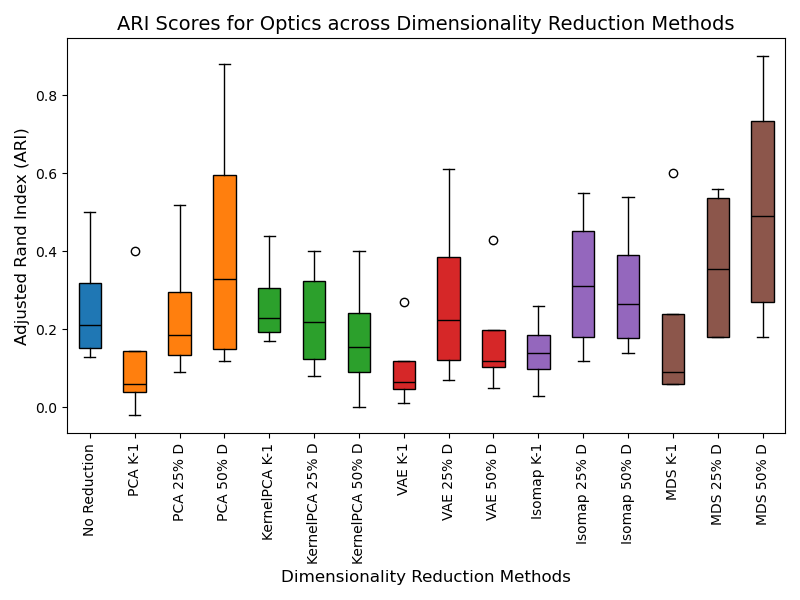 ARI Scores for Optics across Dimensionality Reduction Methods
Adjusted Rand Index (ARI)
0.8
0.6
0.4
0.2
0.0
No Reduction
PCA K-1
PCA 25% D
PCA 50% D
KernelPCA K-1
KernelPCA 25% D
KernelPCA 50% D
VAE K-1
VAE 25% D
VAE 50% D
Isomap K-1
Isomap 25% D
Isomap 50% D
MDS K-1
MDS 25% D
MDS 50% D
Dimensionality Reduction Methods